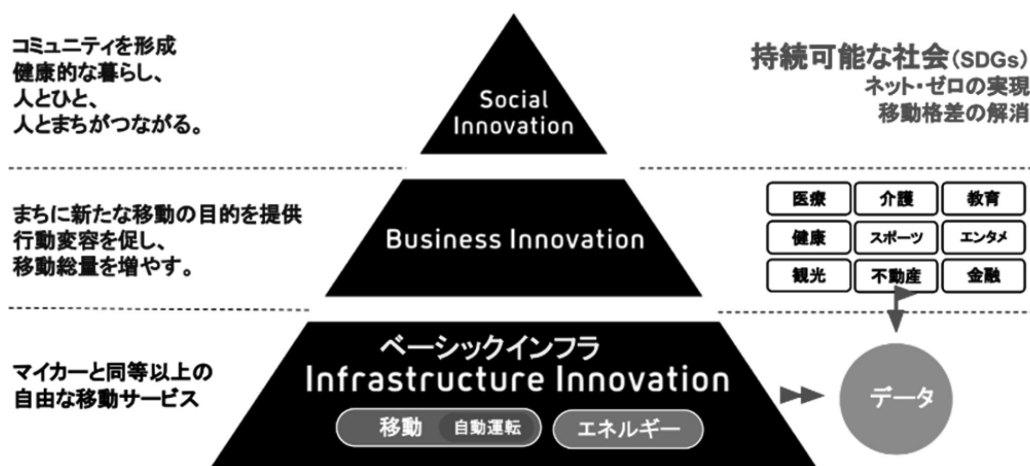 コミュニティを形成
健康的な暮らし、
人とひと、
人とまちがつながる。
Social
Innovation
持続可能な社会(SDGs)
ネット・ゼロの実現
移動格差の解消
まちに新たな移動の目的を提供
行動変容を促し、
移動総量を増やす。
Business Innovation
医療 介護 教育
健康 スポーツ エンタメ
観光 不動産 金融
マイカーと同等以上の
自由な移動サービス
ベーシックインフラ
Infrastructure Innovation
移動 自動運転 エネルギー
データ